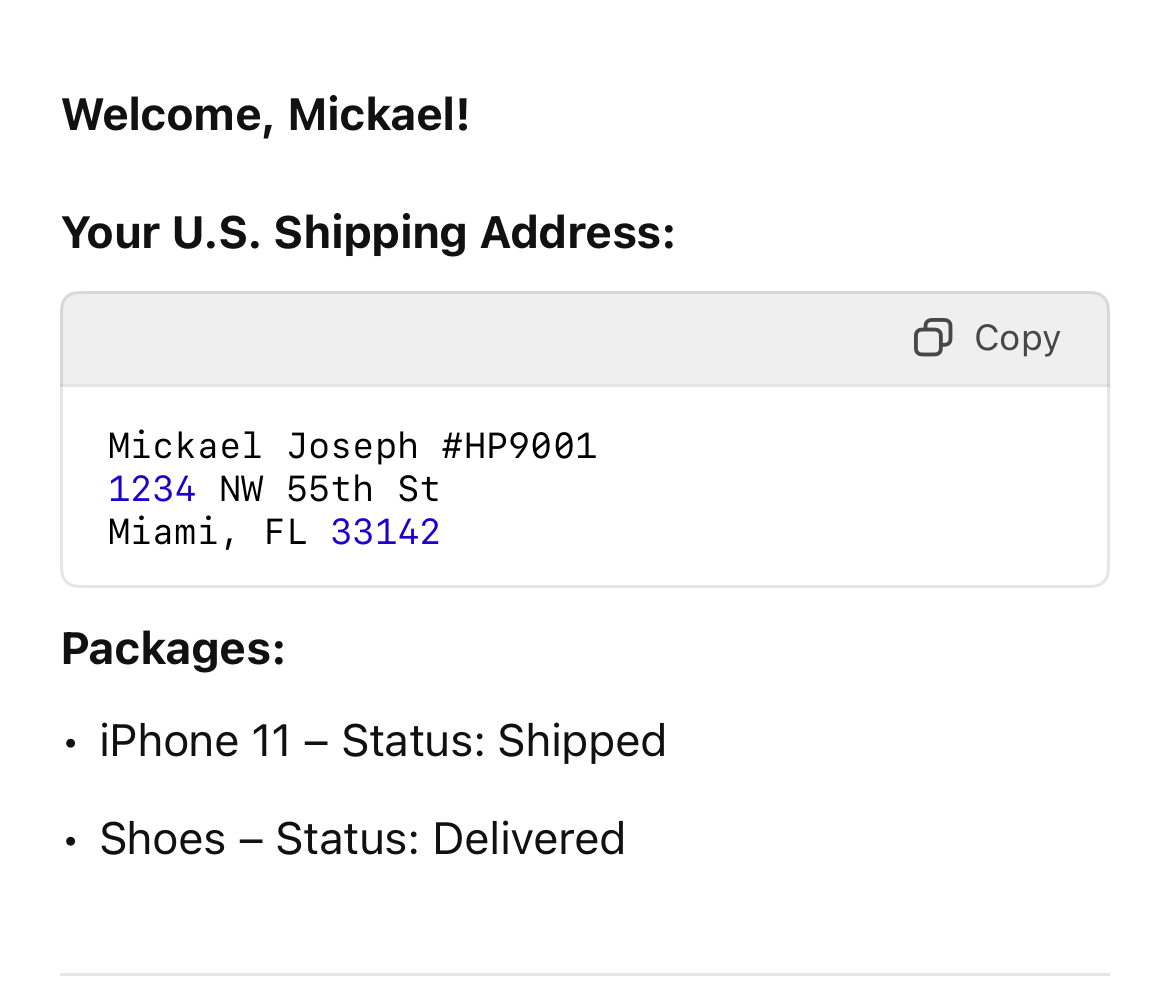 Welcome, Mickael!
Your U.S. Shipping Address:
Copy
Mickael Joseph #HP9001
1234 NW 55th St
Miami, FL 33142
Packages:
• iPhone 11 – Status: Shipped
• Shoes – Status: Delivered